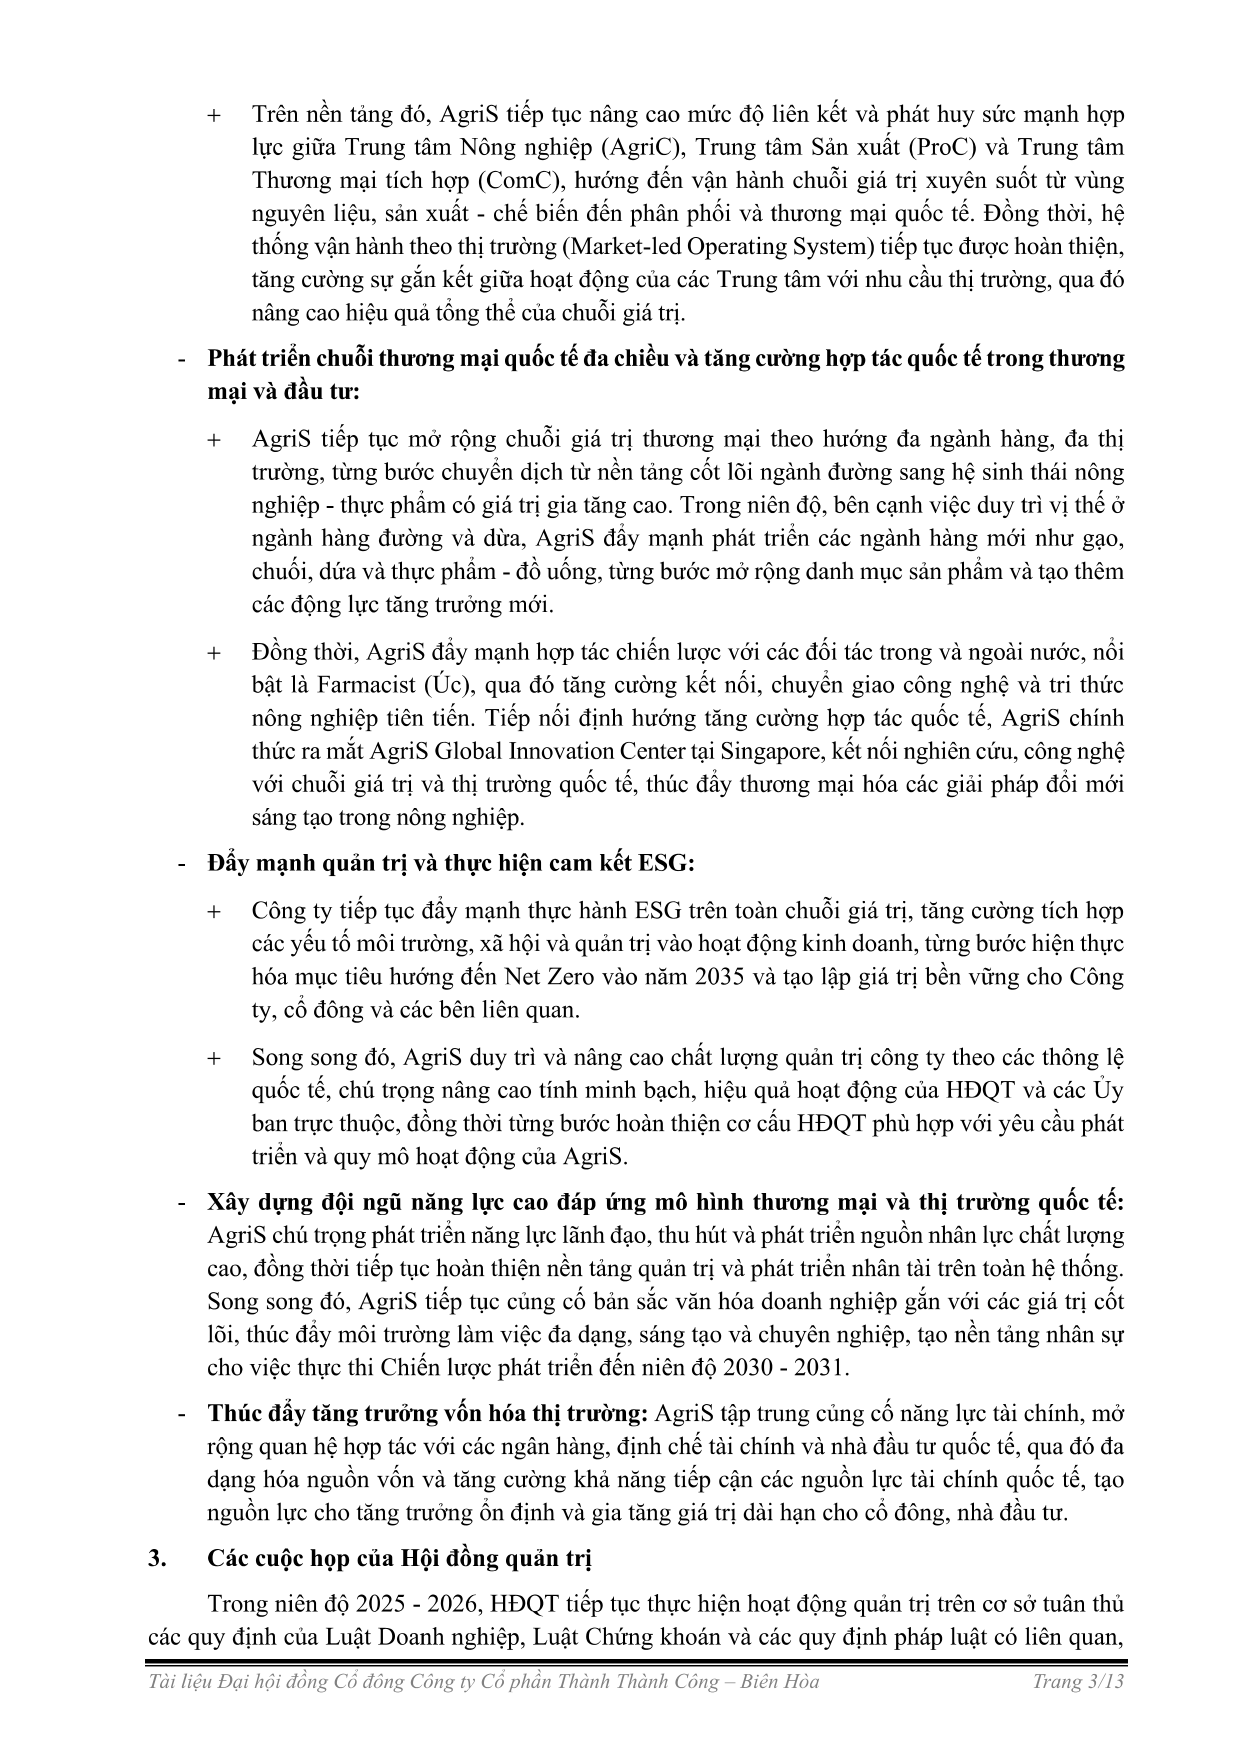 + Trên nền tảng đó, AgriS tiếp tục nâng cao mức độ liên kết và phát huy sức mạnh hợp
lực giữa Trung tâm Nông nghiệp (AgriC), Trung tâm Sản xuất (ProC) và Trung tâm
Thương mại tích hợp (ComC), hướng đến vận hành chuỗi giá trị xuyên suốt từ vùng
nguyên liệu, sản xuất - chế biến đến phân phối và thương mại quốc tế. Đồng thời, hệ
thống vận hành theo thị trường (Market-led Operating System) tiếp tục được hoàn thiện,
tăng cường sự gắn kết giữa hoạt động của các Trung tâm với nhu cầu thị trường, qua đó
nâng cao hiệu quả tổng thể của chuỗi giá trị.
- Phát triển chuỗi thương mại quốc tế đa chiều và tăng cường hợp tác quốc tế trong thương
mại và đầu tư:
+ AgriS tiếp tục mở rộng chuỗi giá trị thương mại theo hướng đa ngành hàng, đa thị
trường, từng bước chuyển dịch từ nền tảng cốt lõi ngành đường sang hệ sinh thái nông
nghiệp - thực phẩm có giá trị gia tăng cao. Trong niên độ, bên cạnh việc duy trì vị thế ở
ngành hàng đường và dừa, AgriS đẩy mạnh phát triển các ngành hàng mới như gạo,
chuối, dứa và thực phẩm - đồ uống, từng bước mở rộng danh mục sản phẩm và tạo thêm
các động lực tăng trưởng mới.
+ Đồng thời, AgriS đẩy mạnh hợp tác chiến lược với các đối tác trong và ngoài nước, nổi
bật là Farmacist (Úc), qua đó tăng cường kết nối, chuyển giao công nghệ và tri thức
nông nghiệp tiên tiến. Tiếp nối định hướng tăng cường hợp tác quốc tế, AgriS chính
thức ra mắt AgriS Global Innovation Center tại Singapore, kết nối nghiên cứu, công nghệ
với chuỗi giá trị và thị trường quốc tế, thúc đẩy thương mại hóa các giải pháp đổi mới
sáng tạo trong nông nghiệp.
- Đẩy mạnh quản trị và thực hiện cam kết ESG:
+ Công ty tiếp tục đẩy mạnh thực hành ESG trên toàn chuỗi giá trị, tăng cường tích hợp
các yếu tố môi trường, xã hội và quản trị vào hoạt động kinh doanh, từng bước hiện thực
hóa mục tiêu hướng đến Net Zero vào năm 2035 và tạo lập giá trị bền vững cho Công
ty, cổ đông và các bên liên quan.
+ Song song đó, AgriS duy trì và nâng cao chất lượng quản trị công ty theo các thông lệ
quốc tế, chú trọng nâng cao tính minh bạch, hiệu quả hoạt động của HĐQT và các Ủy
ban trực thuộc, đồng thời từng bước hoàn thiện cơ cấu HĐQT phù hợp với yêu cầu phát
triển và quy mô hoạt động của AgriS.
- Xây dựng đội ngũ năng lực cao đáp ứng mô hình thương mại và thị trường quốc tế:
AgriS chú trọng phát triển năng lực lãnh đạo, thu hút và phát triển nguồn nhân lực chất lượng
cao, đồng thời tiếp tục hoàn thiện nền tảng quản trị và phát triển nhân tài trên toàn hệ thống.
Song song đó, AgriS tiếp tục củng cố bản sắc văn hóa doanh nghiệp gắn với các giá trị cốt
lõi, thúc đẩy môi trường làm việc đa dạng, sáng tạo và chuyên nghiệp, tạo nền tảng nhân sự
cho việc thực thi Chiến lược phát triển đến niên độ 2030 - 2031.
- Thúc đẩy tăng trưởng vốn hóa thị trường: AgriS tập trung củng cố năng lực tài chính, mở
rộng quan hệ hợp tác với các ngân hàng, định chế tài chính và nhà đầu tư quốc tế, qua đó đa
dạng hóa nguồn vốn và tăng cường khả năng tiếp cận các nguồn lực tài chính quốc tế, tạo
nguồn lực cho tăng trưởng ổn định và gia tăng giá trị dài hạn cho cổ đông, nhà đầu tư.
3. Các cuộc họp của Hội đồng quản trị
Trong niên độ 2025 - 2026, HĐQT tiếp tục thực hiện hoạt động quản trị trên cơ sở tuân thủ
các quy định của Luật Doanh nghiệp, Luật Chứng khoán và các quy định pháp luật có liên quan,
Tài liệu Đại hội đồng Cổ đông Công ty Cổ phần Thành Thành Công – Biên Hòa Trang 3/13